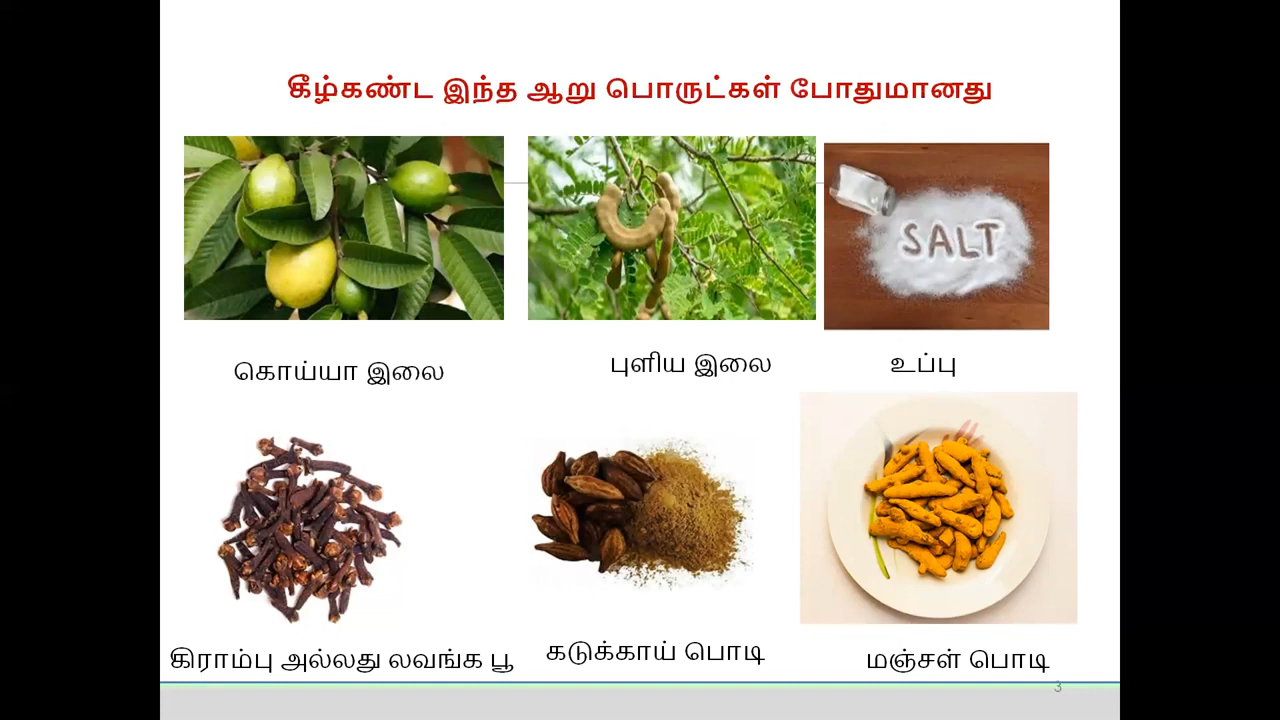 கீழ்கண்ட இந்த ஆறு பொருட்கள் போதுமானது
SALT
கொய்யா இலை
புளிய இலை
உப்பு
கிராம்பு அல்லது லவங்க பூ
கடுக்காய் பொடி
மஞ்சள் பொடி
3